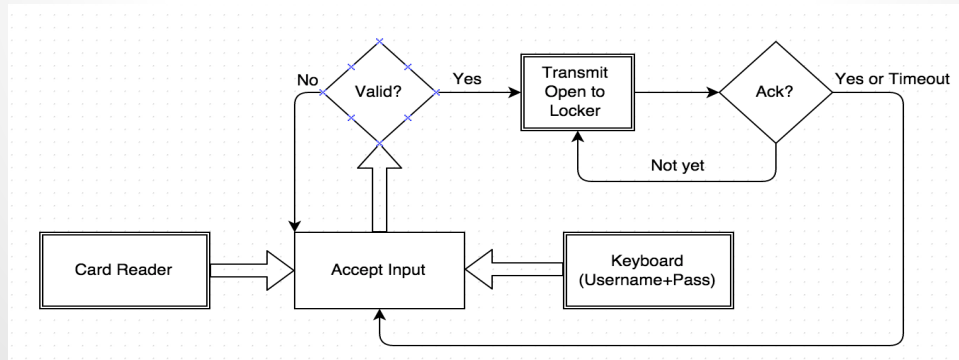 No
Valid?
Yes
Transmit
Open to
Locker
Ack?
Yes or Timeout
Not yet
Card Reader
Accept Input
Keyboard
(Username+Pass)